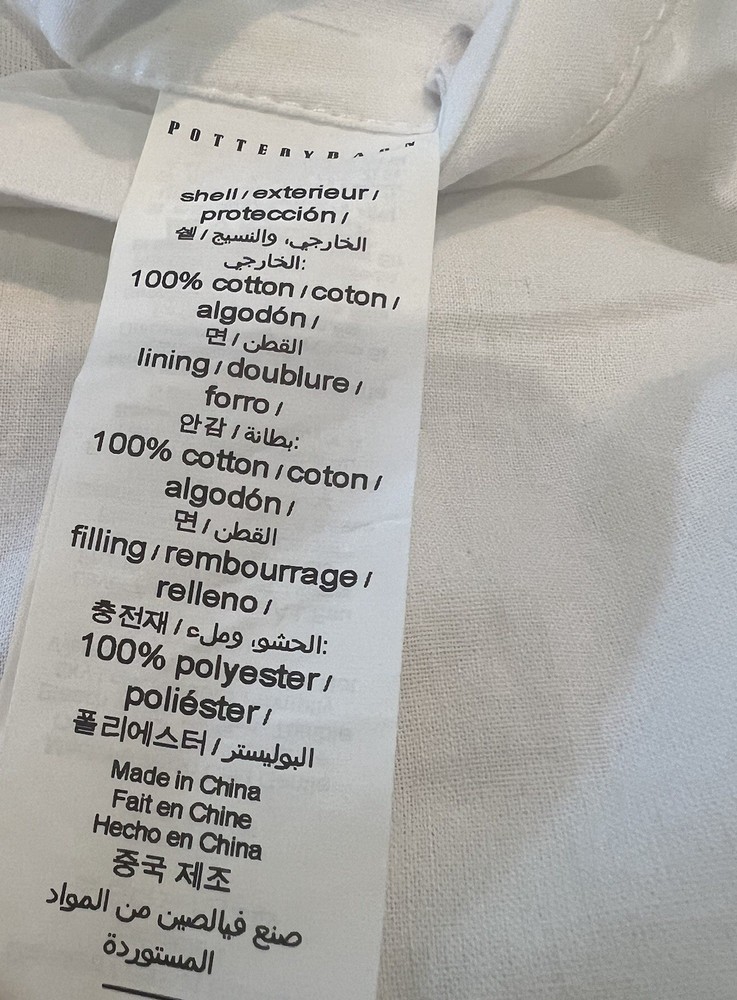 POTTERYBARN
shell / exterieur /
protección /
쉘 / الخارجي، والنسيج
الخارجي:
100% cotton / coton /
algodón /
면 / القطن
lining / doublure /
forro /
안감 / بطانة:
100% cotton / coton /
algodón /
면 / القطن
filling / rembourrage /
relleno /
충전재 / الحشو، وملء:
100% polyester /
poliéster /
폴리에스터 / البوليستر
Made in China
Fait en Chine
Hecho en China
중국 제조
صنع فيالصين من المواد
المستوردة